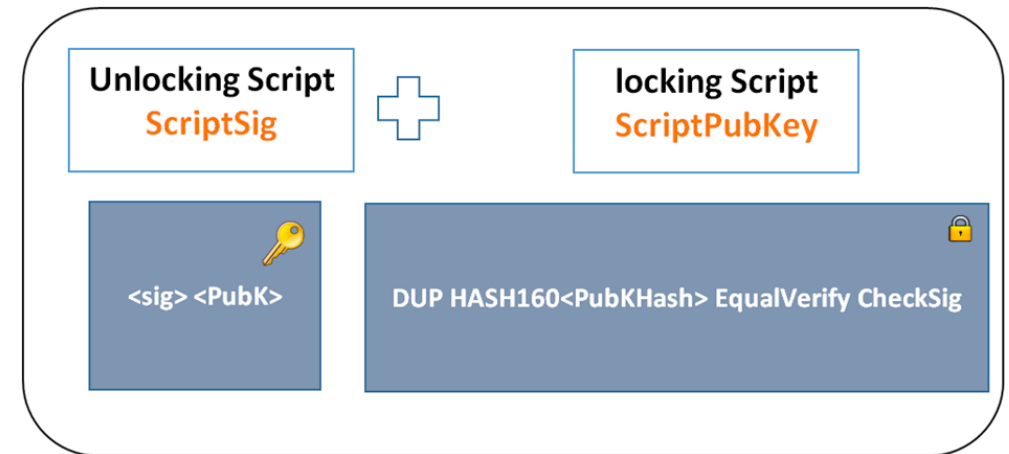 Unlocking Script
ScriptSig
locking Script
ScriptPubKey
<sig> <PubK>
DUP HASH160<PubKHash> EqualVerify CheckSig